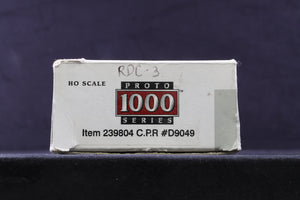 RDC-3
HO SCALE
PROTO
1000
SERIES
Item 239804 C.P.R #D9049